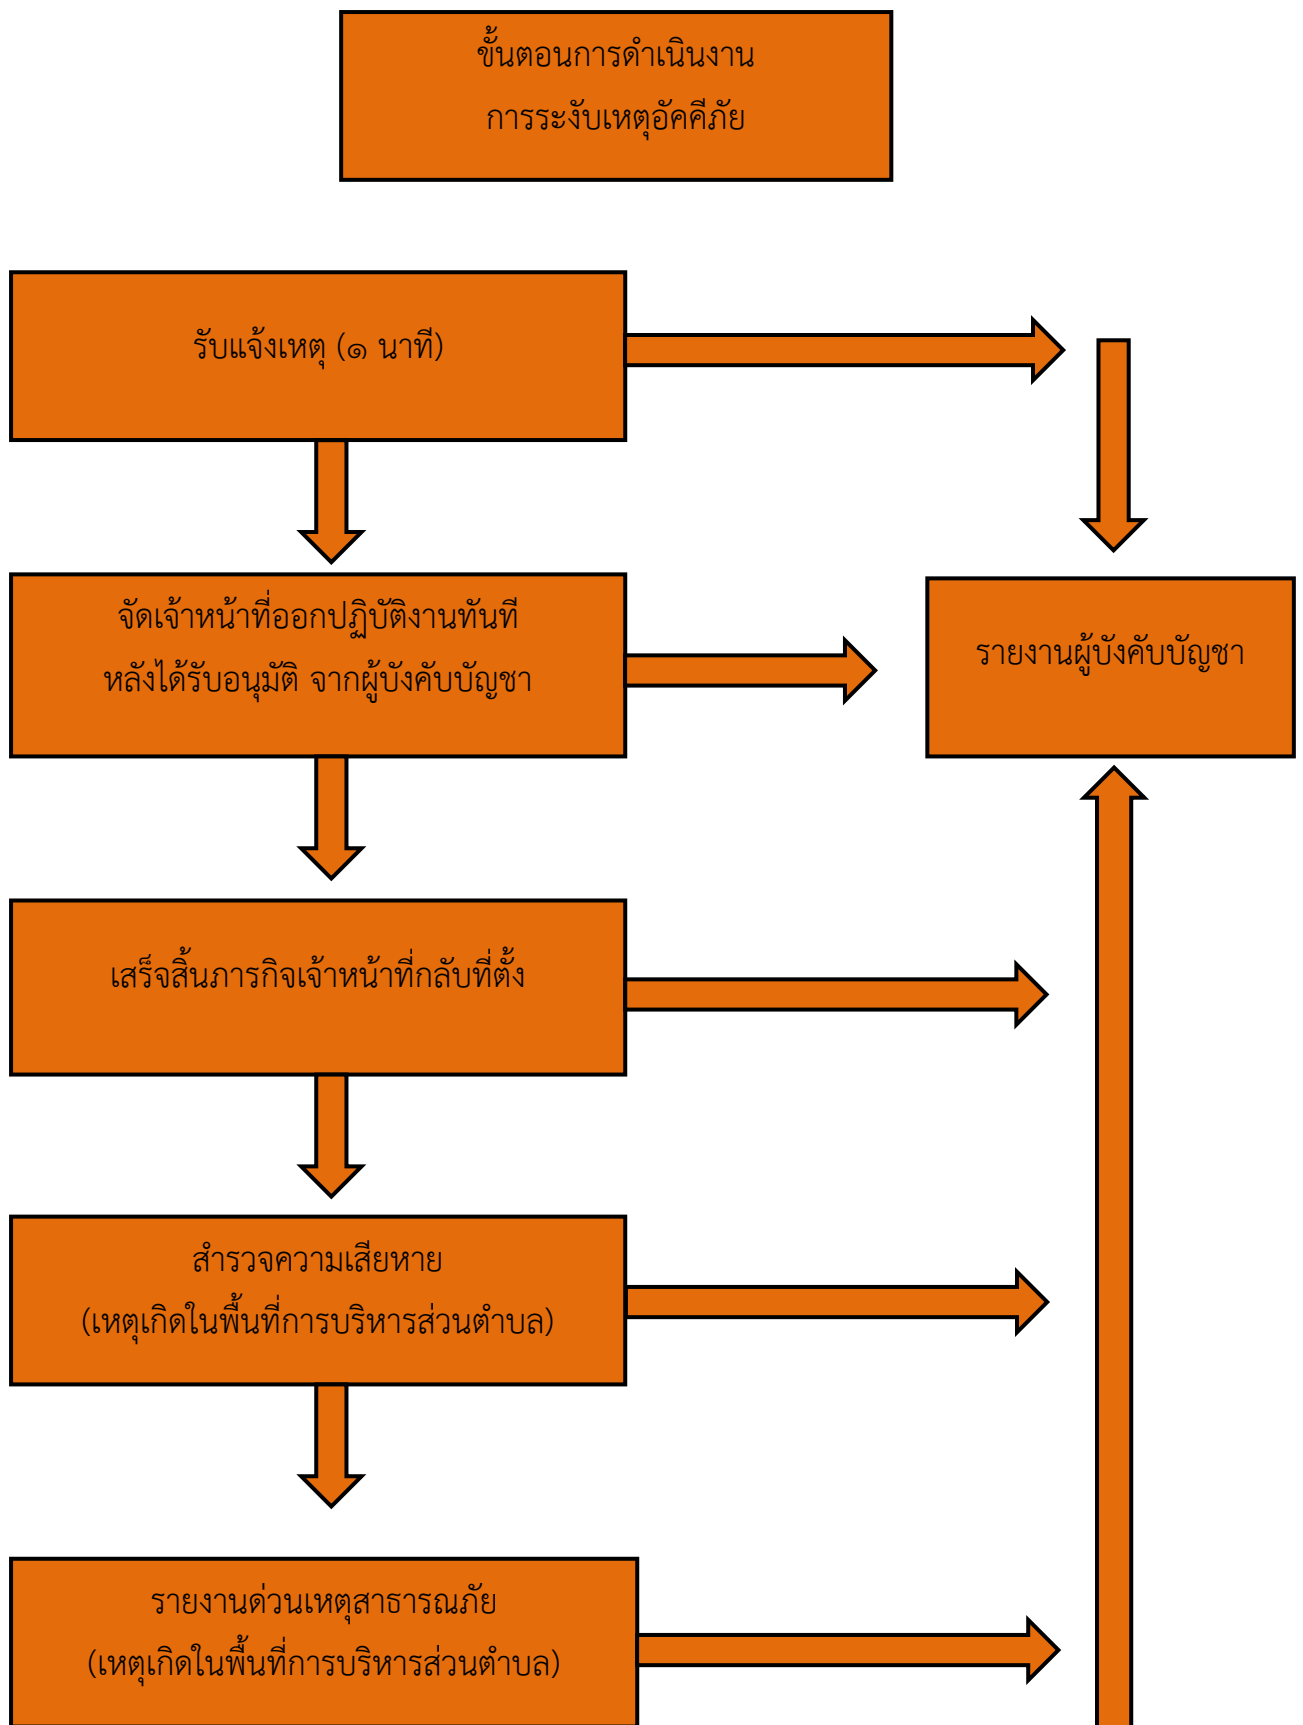 ขั้นตอนการดำเนินงาน
การระงับเหตุอัคคีภัย
รับแจ้งเหตุ (๑ นาที)
จัดเจ้าหน้าที่ออกปฏิบัติงานทันที
หลังได้รับอนุมัติ จากผู้บังคับบัญชา
รายงานผู้บังคับบัญชา
เสร็จสิ้นภารกิจเจ้าหน้าที่กลับที่ตั้ง
สำรวจความเสียหาย
(เหตุเกิดในพื้นที่การบริหารส่วนตำบล)
รายงานด่วนเหตุสาธารณภัย
(เหตุเกิดในพื้นที่การบริหารส่วนตำบล)